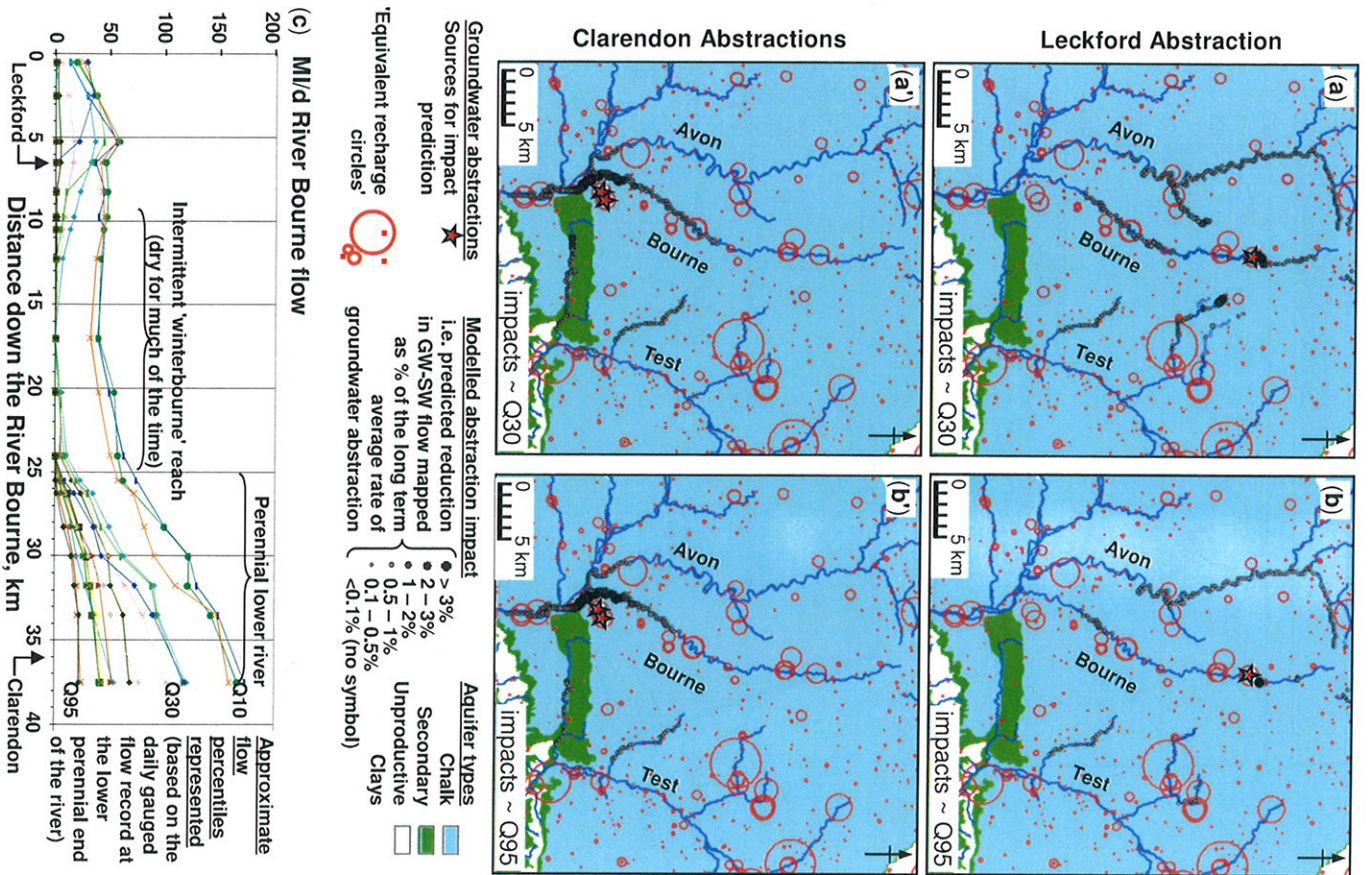 Clarendon Abstractions
Leckford Abstraction
(a)
Avon
Bourne
Test
0 5 km
impacts ~ Q30
(b)
Avon
Bourne
Test
0 5 km
impacts ~ Q95
(a')
Avon
Bourne
Test
0 5 km
impacts ~ Q30
(b')
Avon
Bourne
Test
0 5 km
impacts ~ Q95
Groundwater abstractions
Sources for impact
prediction
'Equivalent recharge
circles'
Modelled abstraction impact
i.e. predicted reduction
in GW-SW flow mapped
as % of the long term
average rate of
groundwater abstraction
> 3%
2 – 3%
1 – 2%
0.5 – 1%
0.1 – 0.5%
<0.1% (no symbol)
Aquifer types
Chalk
Secondary
Unproductive
Clays
(c) Ml/d River Bourne flow
200
150
100
50
0
Intermittent 'winterbourne' reach
(dry for much of the time)
Perennial lower river
Q10
Q30
Q95
0 5 10 15 20 25 30 35 40
Leckford
Distance down the River Bourne, km
Clarendon
Approximate
flow
percentiles
represented
(based on the
daily gauged
flow record at
the lower
perennial end
of the river)